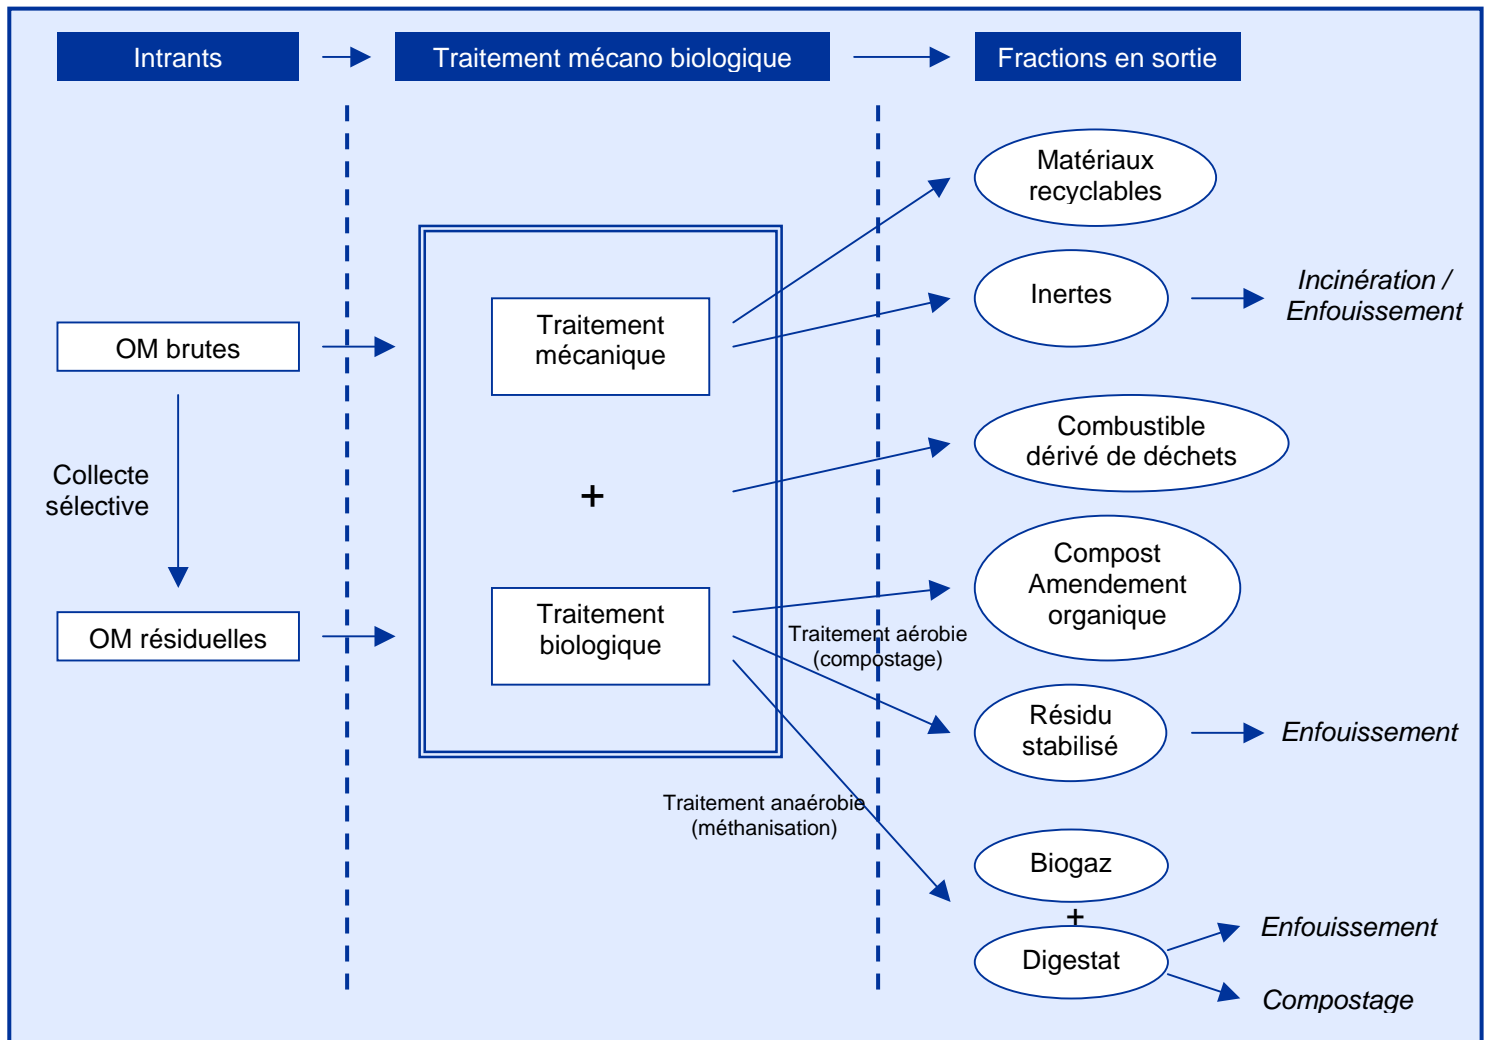 Intrants
Traitement mécano biologique
Fractions en sortie
Matériaux
recyclables
Inertes
Incinération /
Enfouissement
OM brutes
Traitement
mécanique
Combustible
dérivé de déchets
Collecte
sélective
+
Compost
Amendement
organique
OM résiduelles
Traitement
biologique
Traitement aérobie
(compostage)
Résidu
stabilisé
Enfouissement
Traitement anaérobie
(méthanisation)
Biogaz
+
Digestat
Enfouissement
Compostage